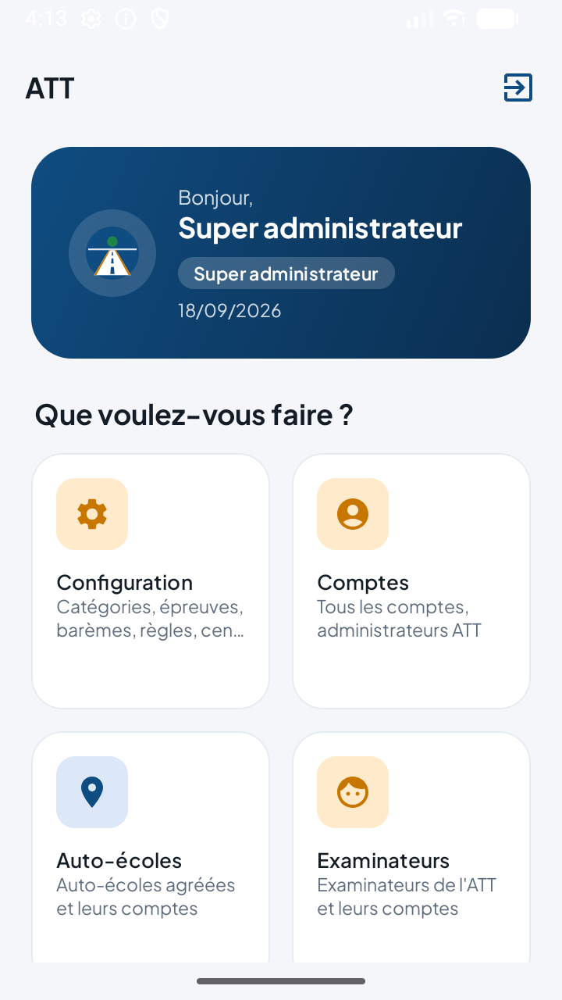 4:13
ATT
Bonjour,
Super administrateur
Super administrateur
18/09/2026
Que voulez-vous faire ?
Configuration
Catégories, épreuves,
barèmes, règles, cen…
Comptes
Tous les comptes,
administrateurs ATT
Auto-écoles
Auto-écoles agréées
et leurs comptes
Examinateurs
Examinateurs de l'ATT
et leurs comptes